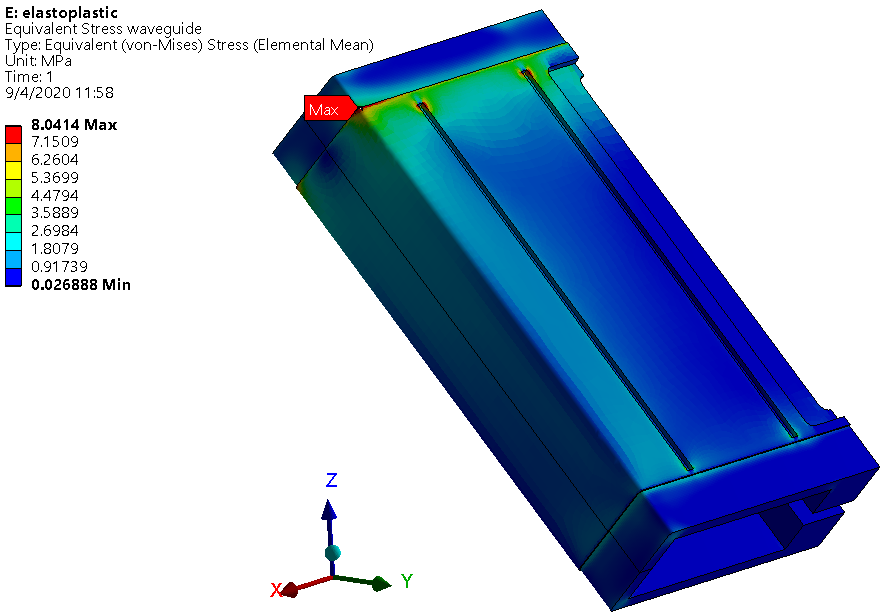 E: elastoplastic
Equivalent Stress waveguide
Type: Equivalent (von-Mises) Stress (Elemental Mean)
Unit: MPa
Time: 1
9/4/2020 11:58
8.0414 Max
7.1509
6.2604
5.3699
4.4794
3.5889
2.6984
1.8079
0.91739
0.026888 Min
Max
Z
X
Y